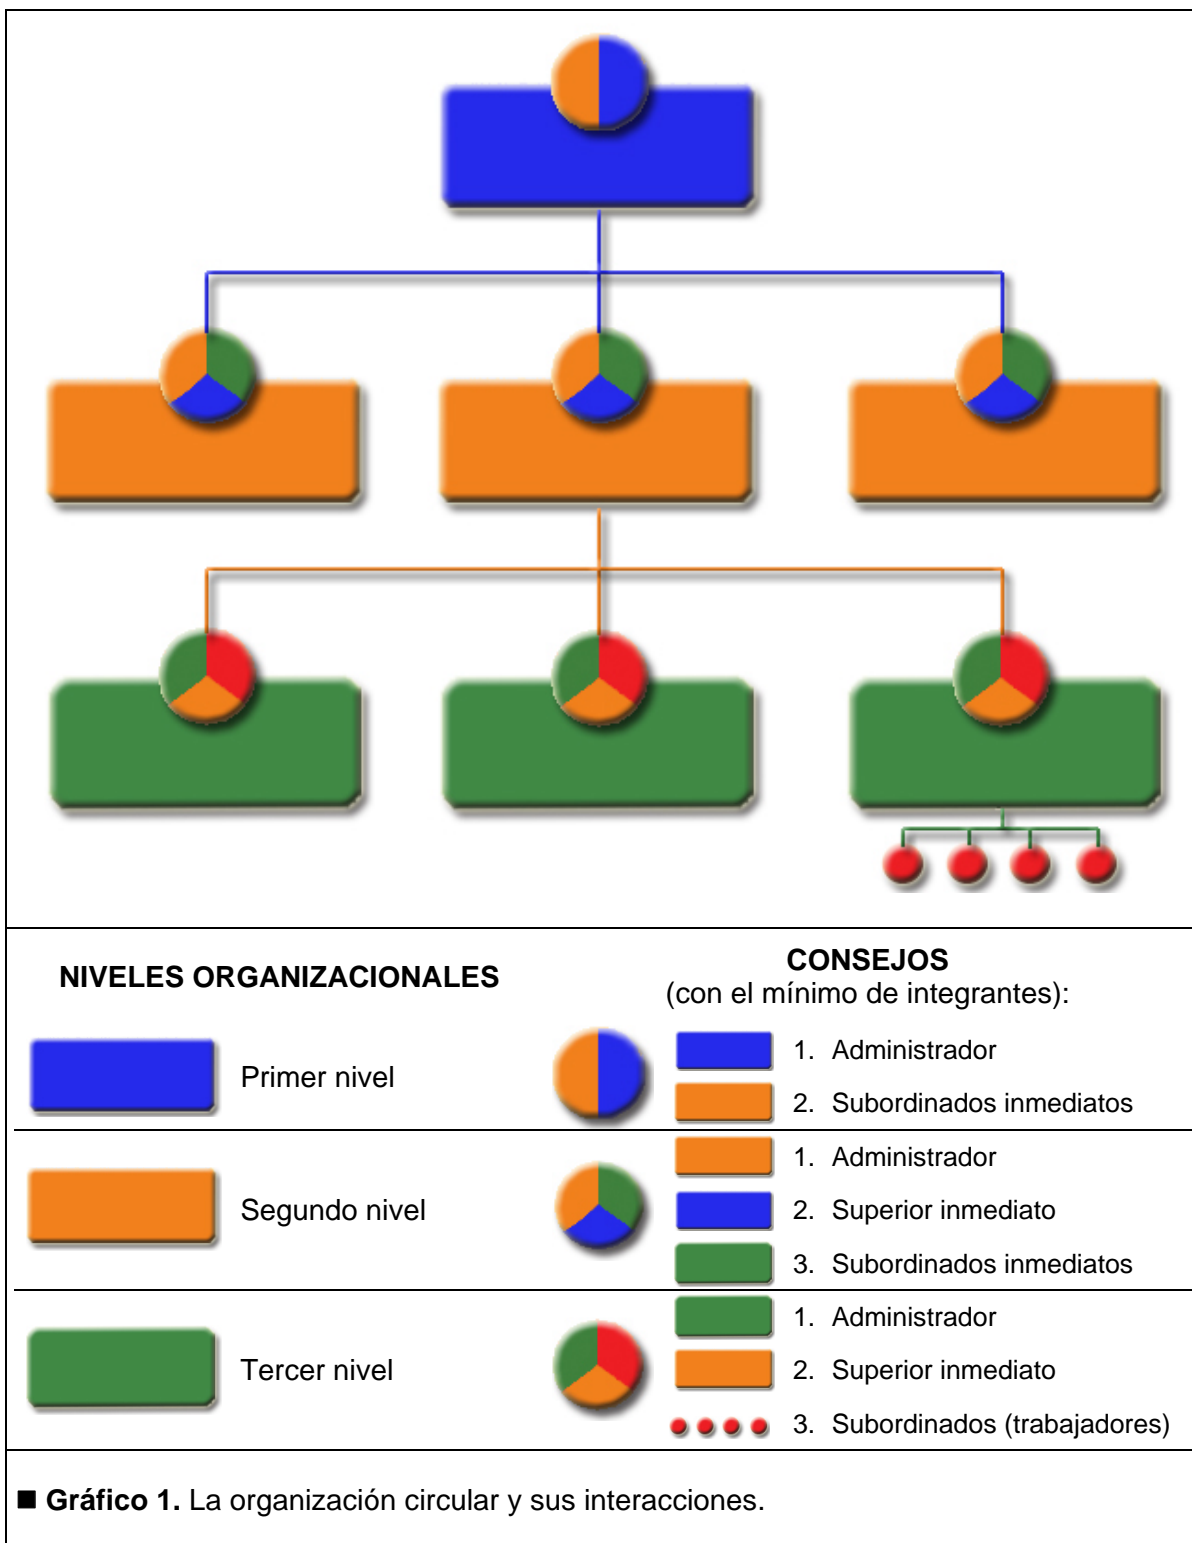 NIVELES ORGANIZACIONALES
CONSEJOS
(con el mínimo de integrantes):
Primer nivel
1. Administrador
2. Subordinados inmediatos
Segundo nivel
1. Administrador
2. Superior inmediato
3. Subordinados inmediatos
Tercer nivel
1. Administrador
2. Superior inmediato
3. Subordinados (trabajadores)
■ Gráfico 1. La organización circular y sus interacciones.